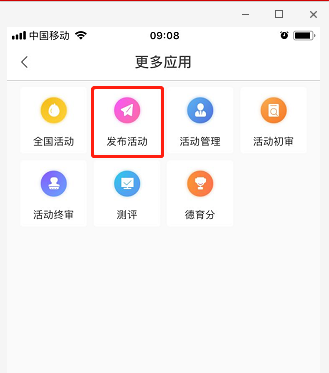 中国移动 09:08
更多应用
全国活动 发布活动 活动管理 活动初审
活动终审 测评 德育分